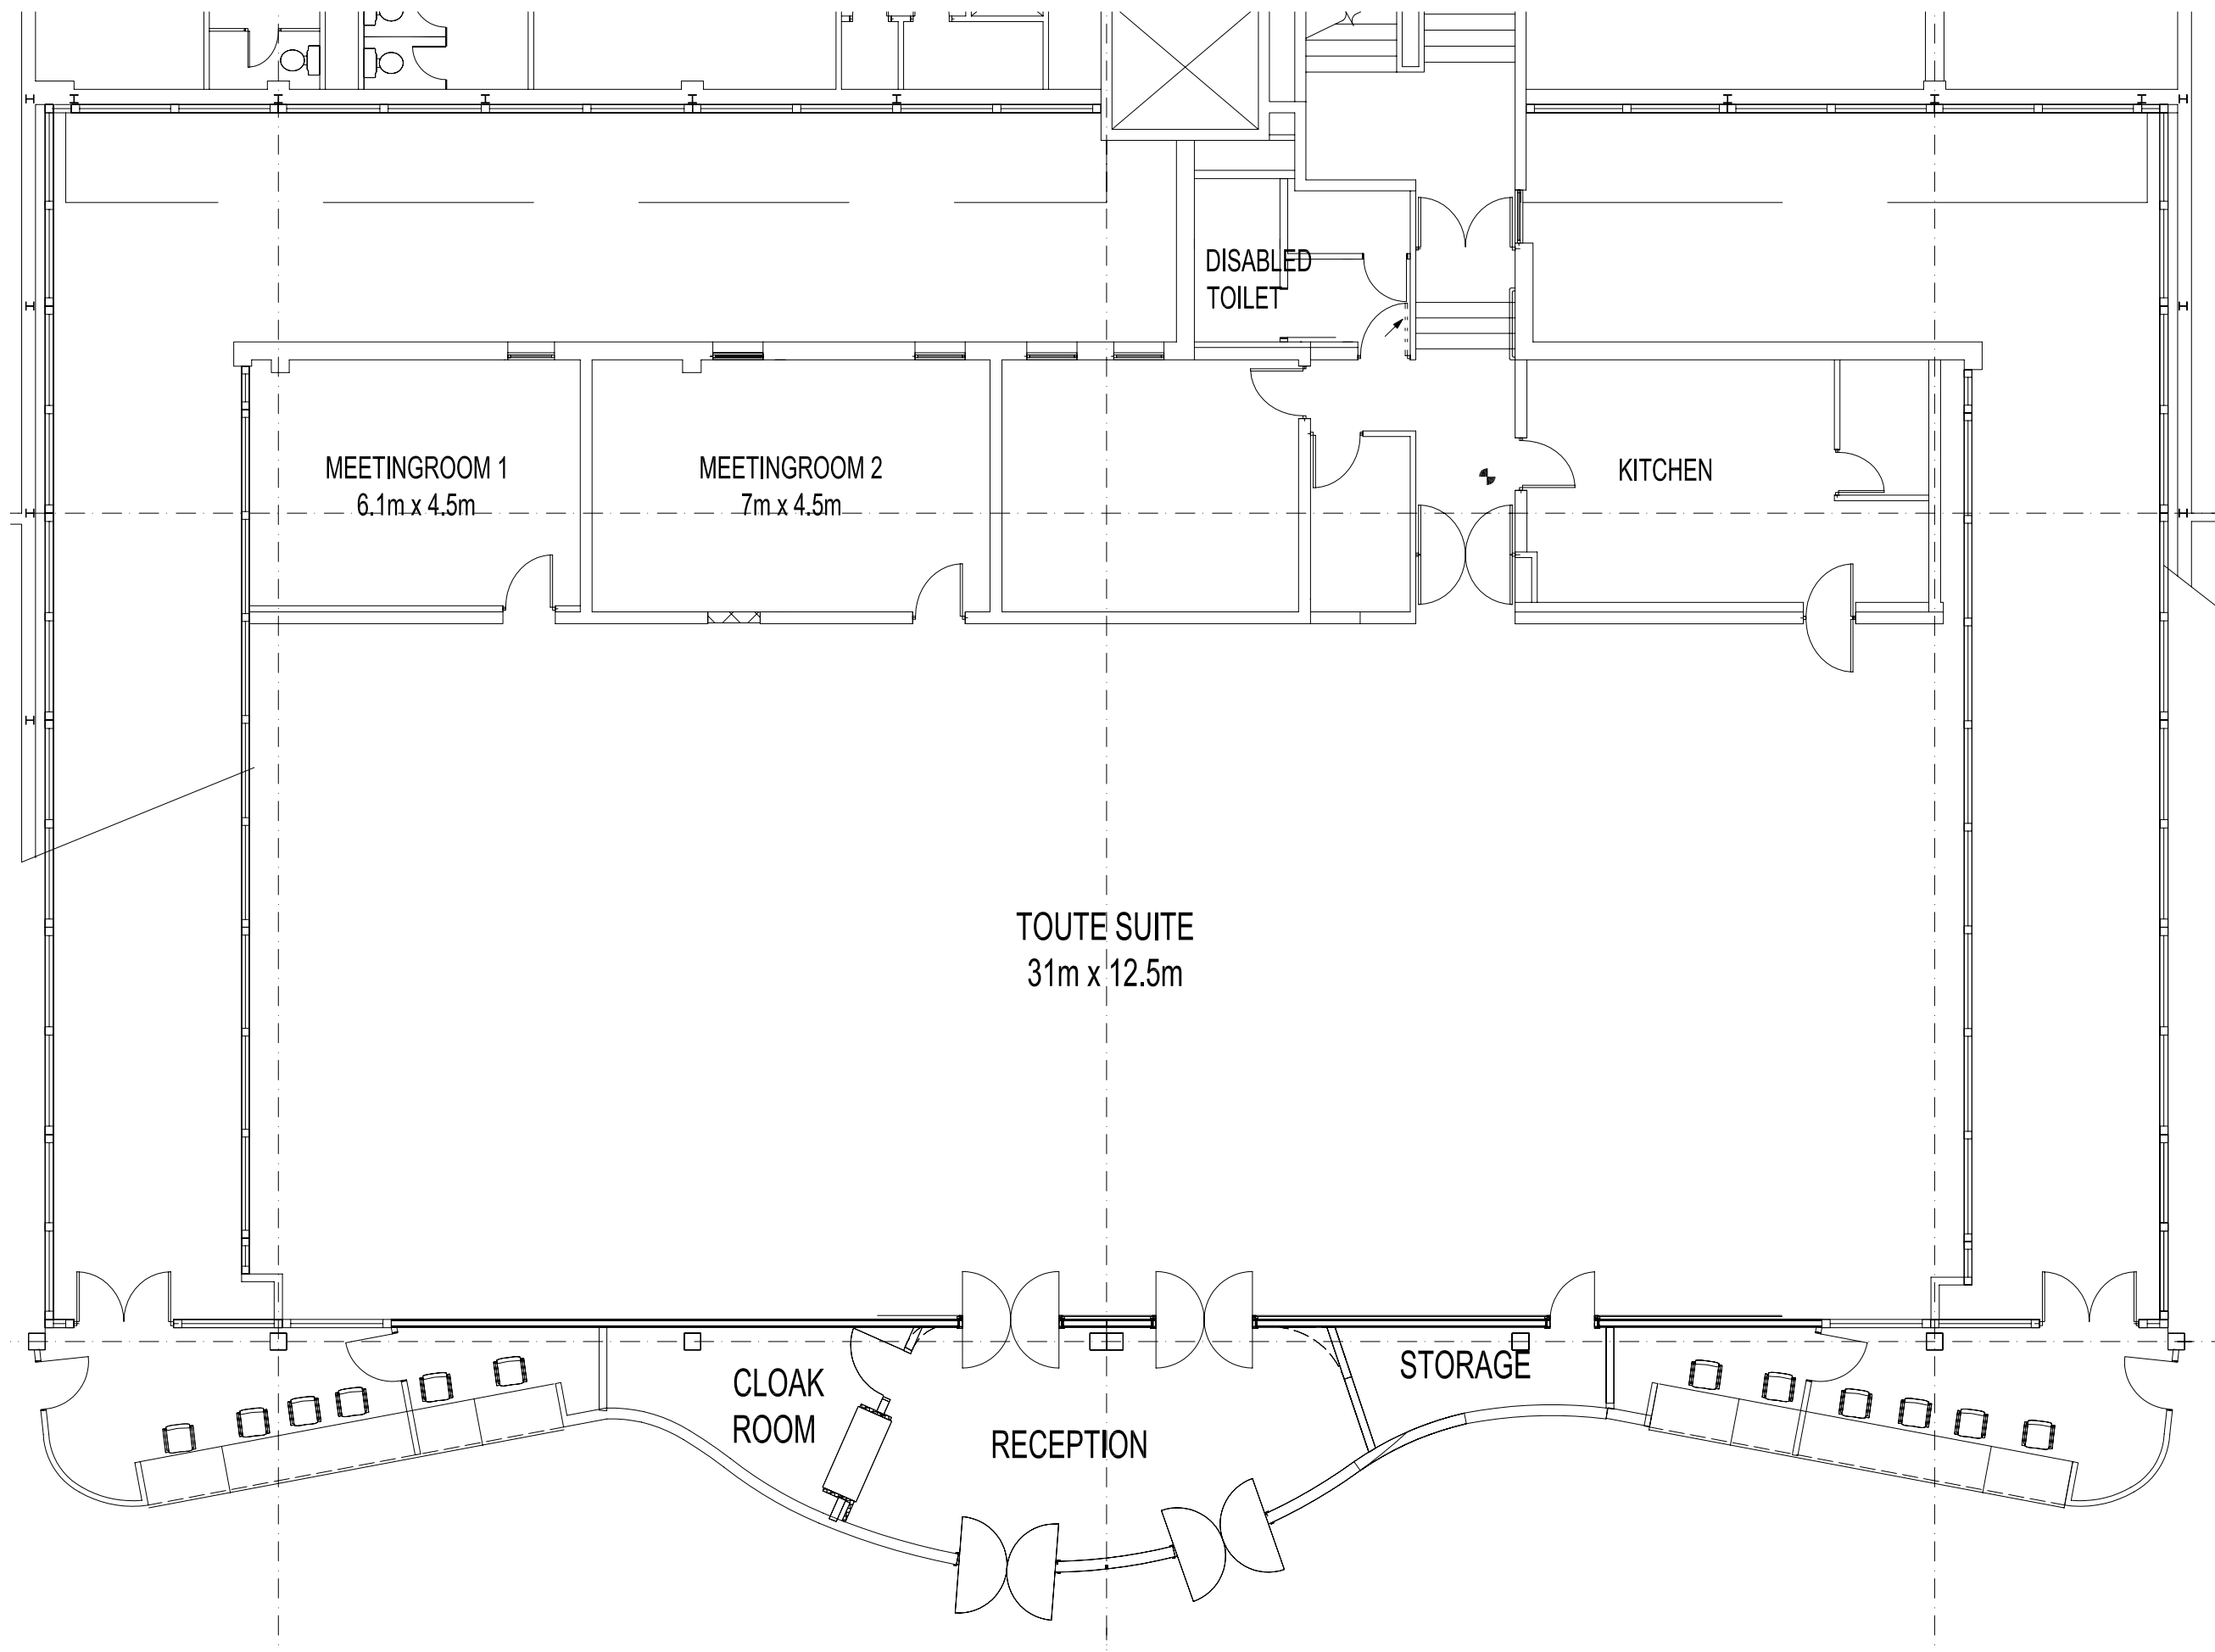 DISABLED
TOILET
MEETINGROOM 1
6.1m x 4.5m
MEETINGROOM 2
7m x 4.5m
KITCHEN
TOUTE SUITE
31m x 12.5m
CLOAK
ROOM
RECEPTION
STORAGE